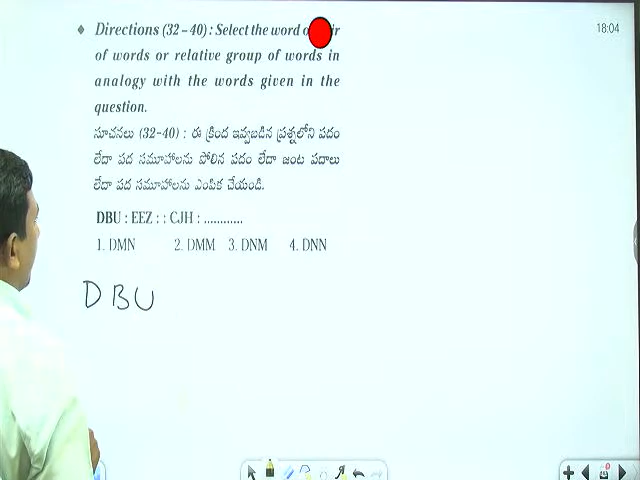 Directions (32 – 40) : Select the word
of words or relative group of words in
analogy with the words given in the
question.
సూచనలు (32-40) : ఈ క్రింద ఇవ్వబడిన ప్రశ్నలోని పదం
లేదా పద సమూహాలను పోలిన పదం లేదా జంట పదాలు
లేదా పద సమూహాలను ఎంపిక చేయండి.
DBU : EEZ : : CJH : ............
1. DMN 2. DMM 3. DNM 4. DNN
DBU
18:04